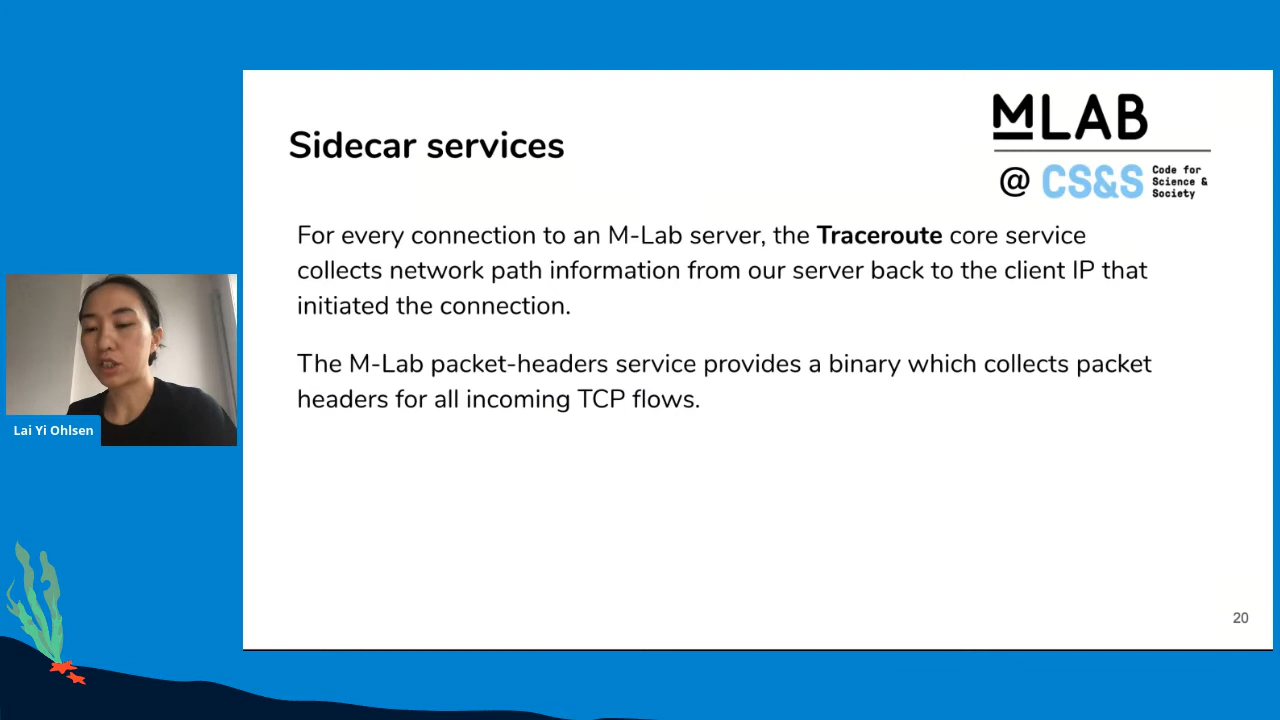 MLAB
@ CS&S Code for
Science &
Society
Sidecar services
For every connection to an M-Lab server, the Traceroute core service
collects network path information from our server back to the client IP that
initiated the connection.
The M-Lab packet-headers service provides a binary which collects packet
headers for all incoming TCP flows.
Lai Yi Ohlsen
20